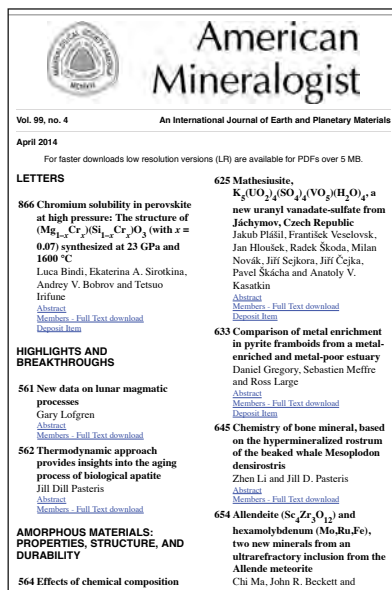 American
Mineralogist
Vol. 99, no. 4
An International Journal of Earth and Planetary Materials
April 2014
For faster downloads low resolution versions (LR) are available for PDFs over 5 MB.
LETTERS
866 Chromium solubility in perovskite
at high pressure: The structure of
(Mg1–xCrx)(Si1–xCrx)O3 (with x =
0.07) synthesized at 23 GPa and
1600 °C
Luca Bindi, Ekaterina A. Sirotkina,
Andrey V. Bobrov and Tetsuo
Irifune
Abstract
Members - Full Text download
Deposit Item
HIGHLIGHTS AND
BREAKTHROUGHS
561 New data on lunar magmatic
processes
Gary Lofgren
Abstract
Members - Full Text download
562 Thermodynamic approach
provides insights into the aging
process of biological apatite
Jill Dill Pasteris
Abstract
Members - Full Text download
AMORPHOUS MATERIALS:
PROPERTIES, STRUCTURE, AND
DURABILITY
564 Effects of chemical composition
625 Mathesiusite,
K5(UO2)4(SO4)4(VO5)(H2O)4, a
new uranyl vanadate-sulfate from
Jáchymov, Czech Republic
Jakub Plášil, František Veselovsk,
Jan Hloušek, Radek Škoda, Milan
Novák, Jiří Sejkora, Jiří Čejka,
Pavel Škácha and Anatoly V.
Kasatkin
Abstract
Members - Full Text download
Deposit Item
633 Comparison of metal enrichment
in pyrite framboids from a metal-
enriched and metal-poor estuary
Daniel Gregory, Sebastien Meffre
and Ross Large
Abstract
Members - Full Text download
Deposit Item
645 Chemistry of bone mineral, based
on the hypermineralized rostrum
of the beaked whale Mesoplodon
densirostris
Zhen Li and Jill D. Pasteris
Abstract
Members - Full Text download
654 Allendeite (Sc4Zr3O12) and
hexamolybdenum (Mo,Ru,Fe),
two new minerals from an
ultrarefractory inclusion from the
Allende meteorite
Chi Ma, John R. Beckett and